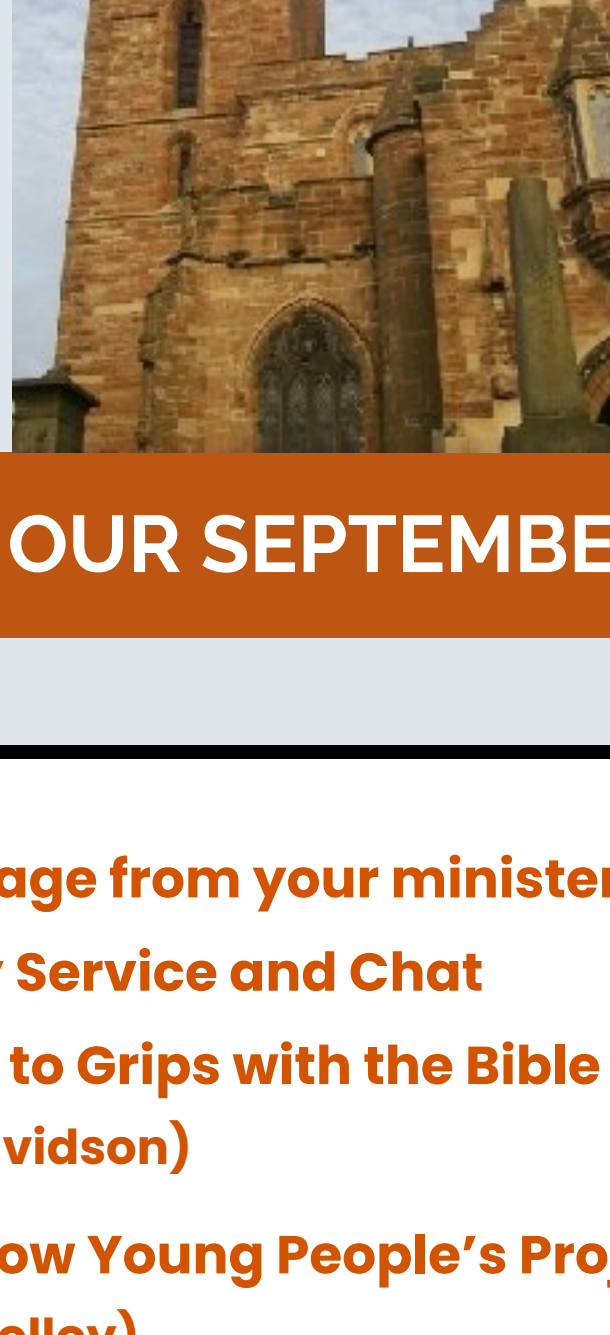 OUR SEPTEMBE
age from your minister
Service and Chat
to Grips with the Bible
vidson)
ow Young People's Pro
elley)